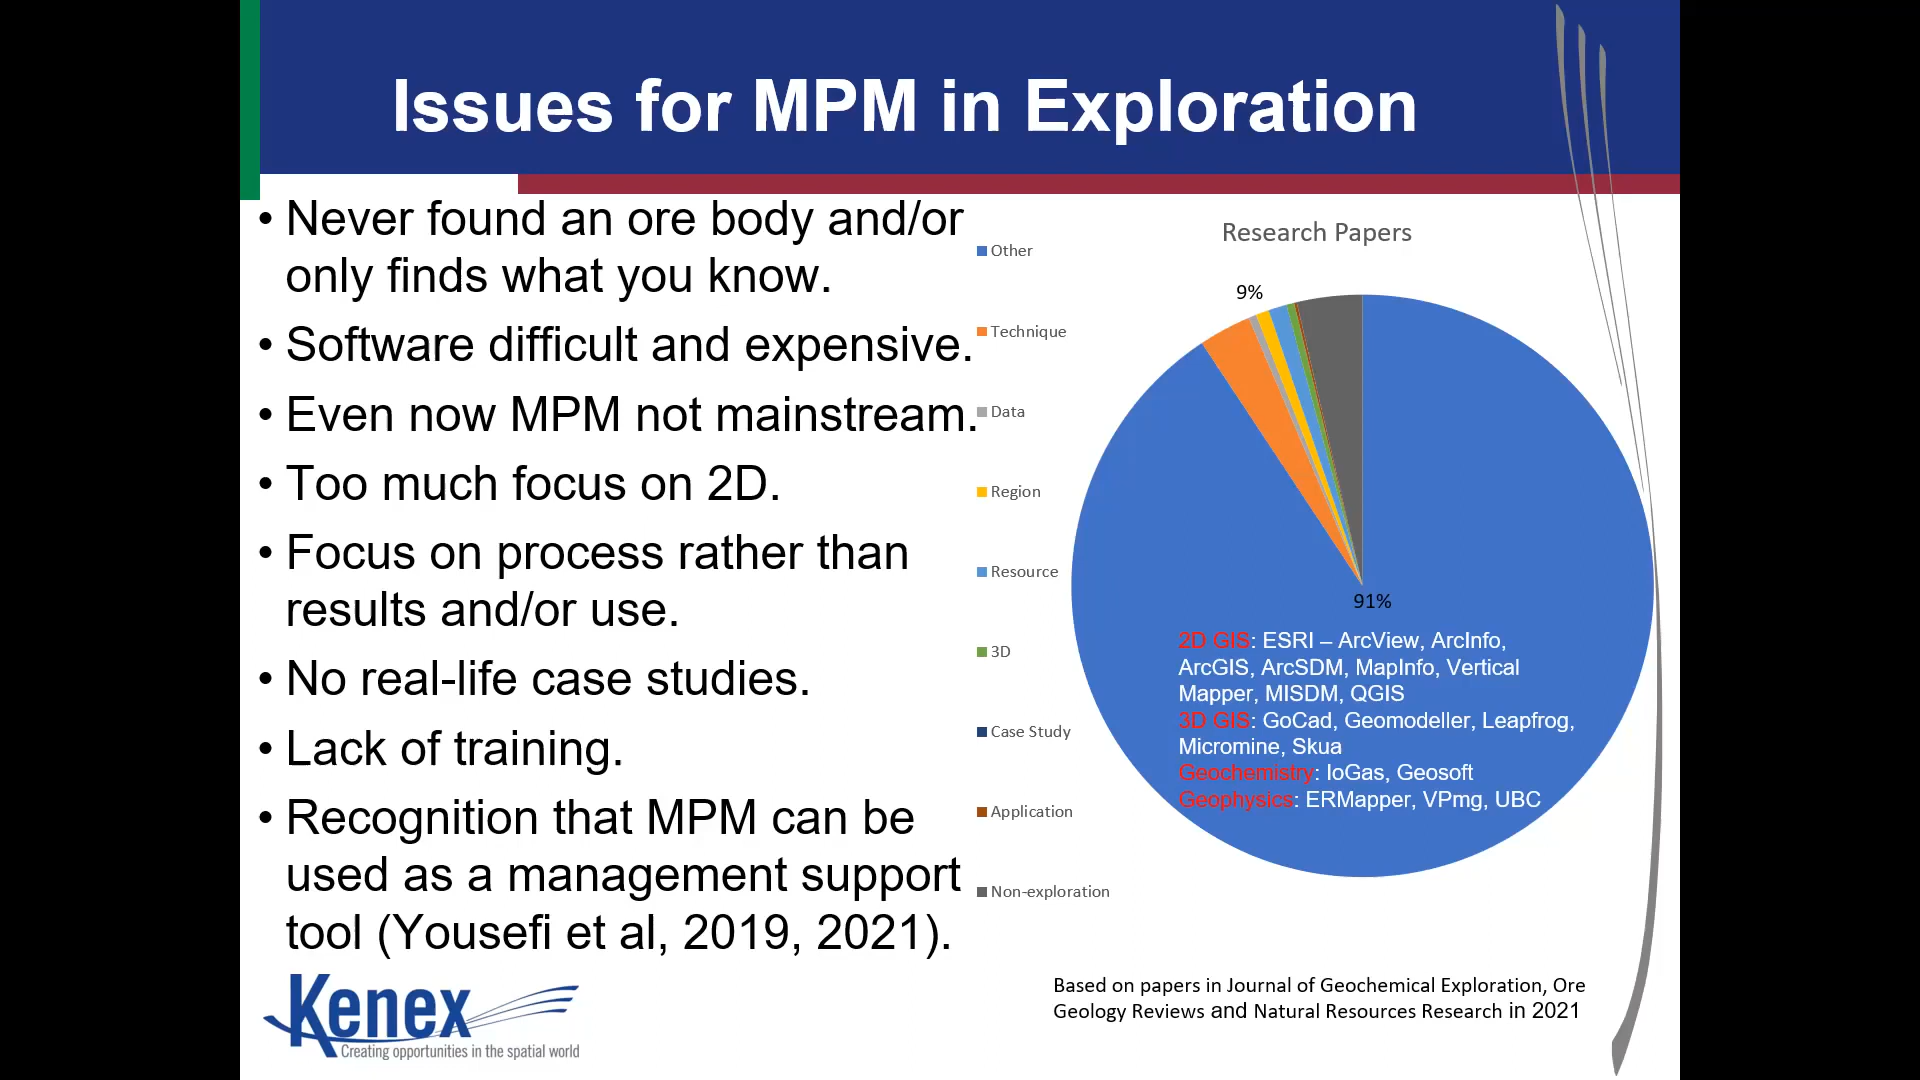 Issues for MPM in Exploration
• Never found an ore body and/or
only finds what you know.
• Software difficult and expensive.
• Even now MPM not mainstream.
• Too much focus on 2D.
• Focus on process rather than
results and/or use.
• No real-life case studies.
• Lack of training.
• Recognition that MPM can be
used as a management support
tool (Yousefi et al, 2019, 2021).
Research Papers
Other
Technique
Data
Region
Resource
3D
Case Study
Application
Non-exploration
9%
91%
2D GIS: ESRI – ArcView, ArcInfo,
ArcGIS, ArcSDM, MapInfo, Vertical
Mapper, MISDM, QGIS
3D GIS: GoCad, Geomodeller, Leapfrog,
Micromine, Skua
Geochemistry: IoGas, Geosoft
Geophysics: ERMapper, VPmg, UBC
Based on papers in Journal of Geochemical Exploration, Ore
Geology Reviews and Natural Resources Research in 2021
Kenex
Creating opportunities in the spatial world